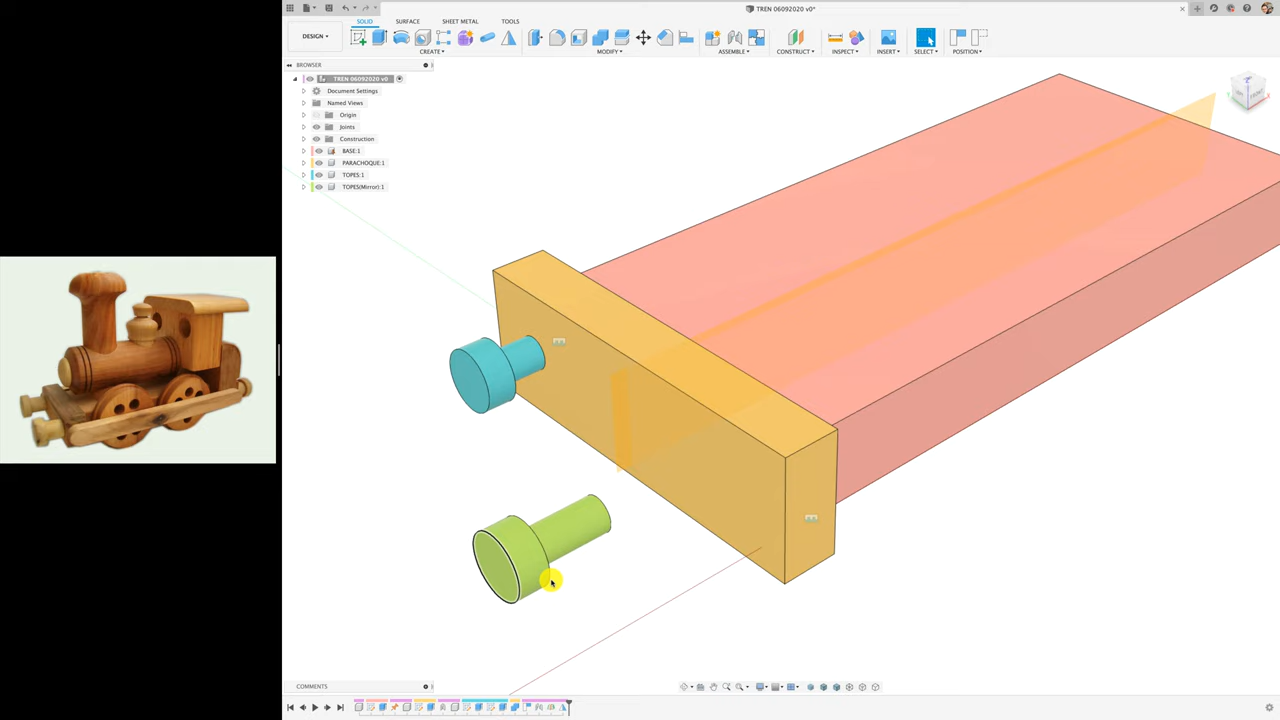 TREN 06092020 v0*
SOLID SURFACE SHEET METAL TOOLS
DESIGN
CREATE MODIFY ASSEMBLE CONSTRUCT INSPECT INSERT SELECT POSITION
BROWSER
TREN 06092020 v0
Document Settings
Named Views
Origin
Joints
Construction
BASE:1
PARACHOQUE:1
TOPES:1
TOPES(Mirror):1
COMMENTS